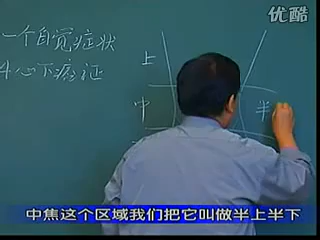 优酷
一个自觉症状
心下痞证
上
中
半
中焦这个区域我们把它叫做半上半下